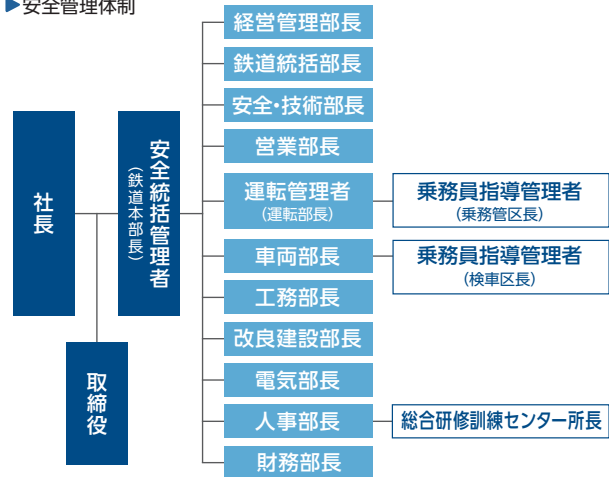 ▶安全管理体制
社長
取締役
安全統括管理者
（鉄道本部長）
経営管理部長
鉄道統括部長
安全・技術部長
営業部長
運転管理者
（運転部長）
乗務員指導管理者
（乗務管区長）
車両部長
乗務員指導管理者
（検車区長）
工務部長
改良建設部長
電気部長
人事部長
総合研修訓練センター所長
財務部長